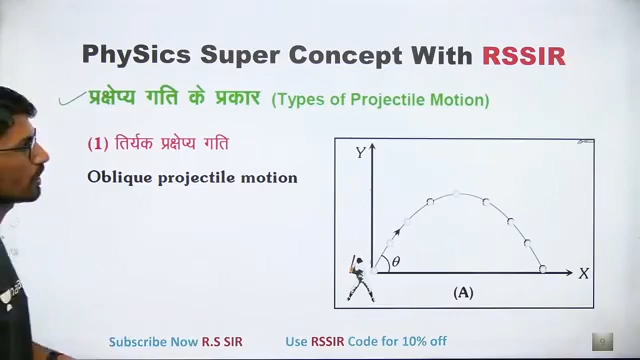 PhySics Super Concept With RSSIR
प्रक्षेप्य गति के प्रकार (Types of Projectile Motion)
(1) तिर्यक प्रक्षेप्य गति
Oblique projectile motion
Y
θ
X
(A)
Subscribe Now R.S SIR Use RSSIR Code for 10% off
9